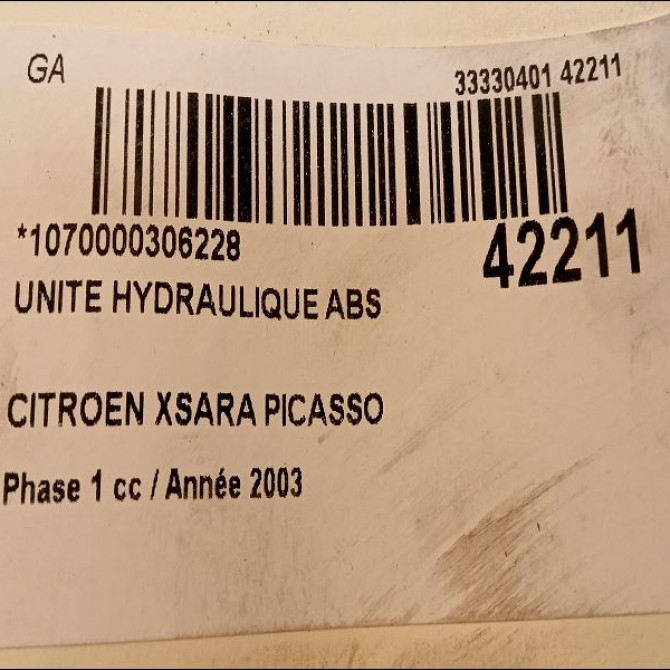 GA 33330401 42211
*1070000306228 42211
UNITE HYDRAULIQUE ABS
CITROEN XSARA PICASSO
Phase 1 cc / Année 2003